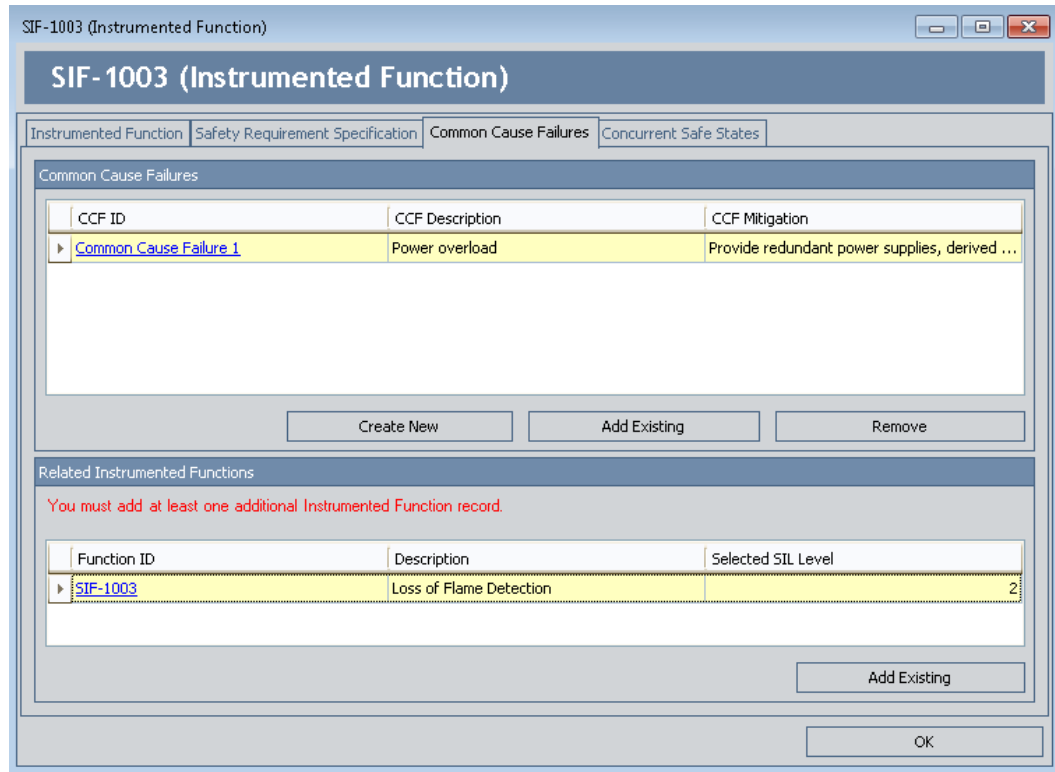 SIF-1003 (Instrumented Function)
SIF-1003 (Instrumented Function)
Instrumented Function Safety Requirement Specification Common Cause Failures Concurrent Safe States
Common Cause Failures
CCF ID CCF Description CCF Mitigation
Common Cause Failure 1 Power overload Provide redundant power supplies, derived ...
Create New Add Existing Remove
Related Instrumented Functions
You must add at least one additional Instrumented Function record.
Function ID Description Selected SIL Level
SIF-1003 Loss of Flame Detection 2
Add Existing
OK